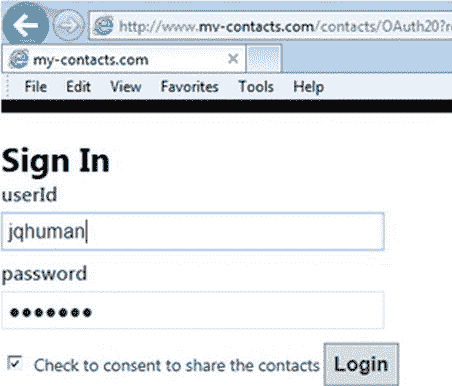 http://www.my-contacts.com/contacts/OAuth20?r
my-contacts.com
File Edit View Favorites Tools Help
Sign In
userId
jqhuman
password
•••••••
Check to consent to share the contacts Login